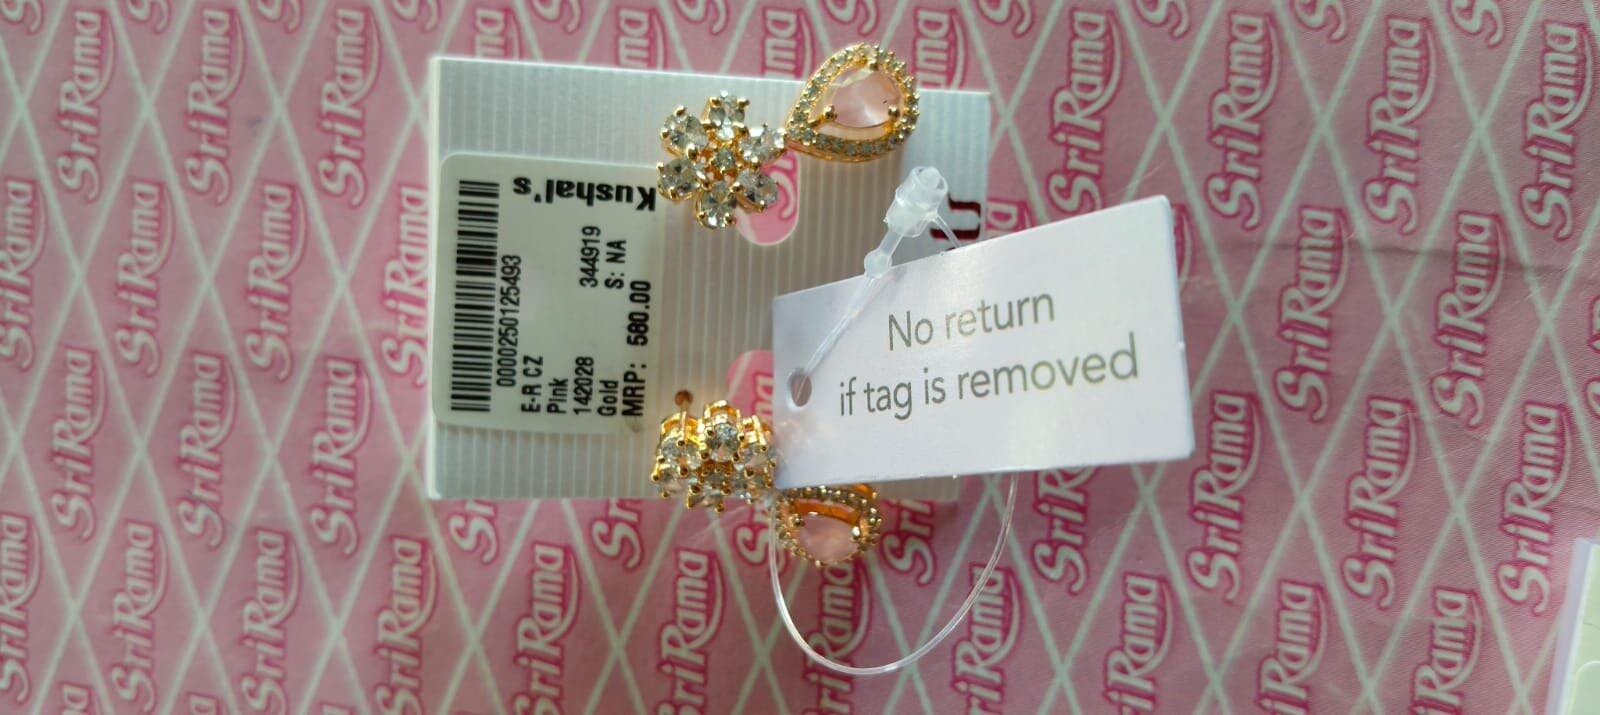 Kushal's
0000250125493
E-R CZ
Pink
142028 344919
Gold S: NA
MRP: 580.00
No return
if tag is removed
SriRama